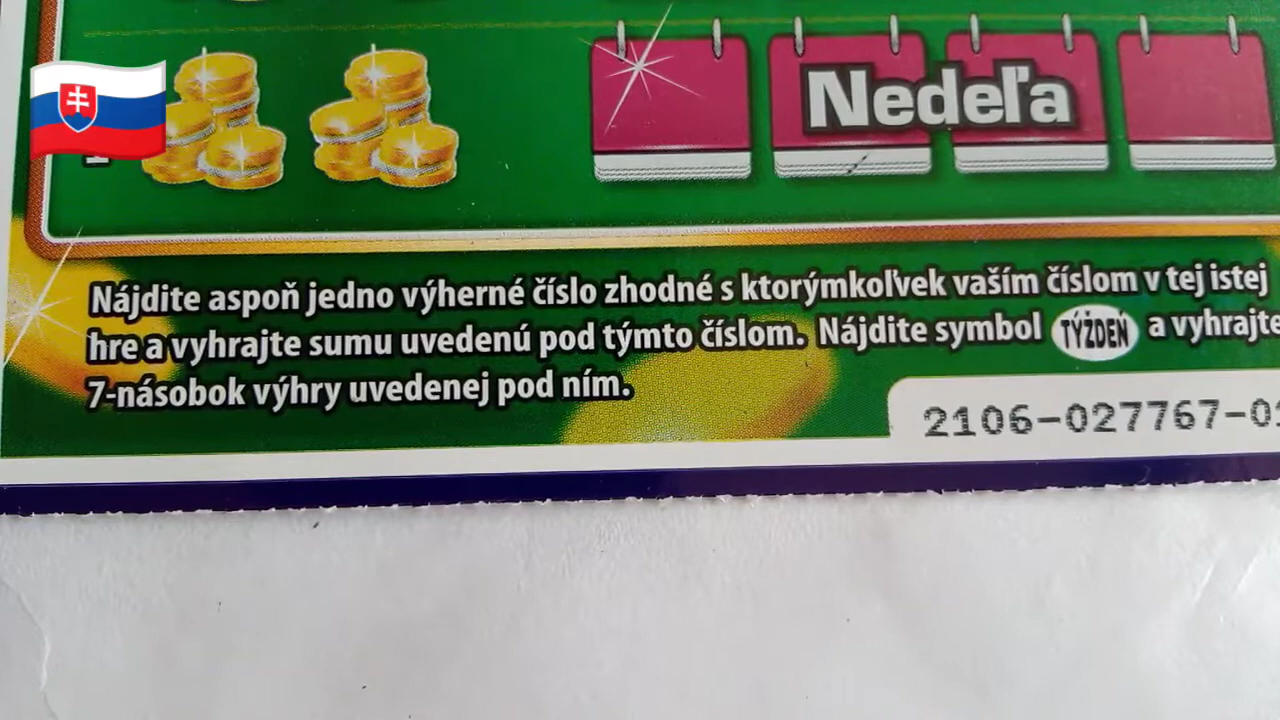 Nedeľa
Nájdite aspoň jedno výherné číslo zhodné s ktorýmkoľvek vaším číslom v tej istej
hre a vyhrajte sumu uvedenú pod týmto číslom. Nájdite symbol TÝŽDEŇ a vyhrajte
7-násobok výhry uvedenej pod ním.
2106-027767-01